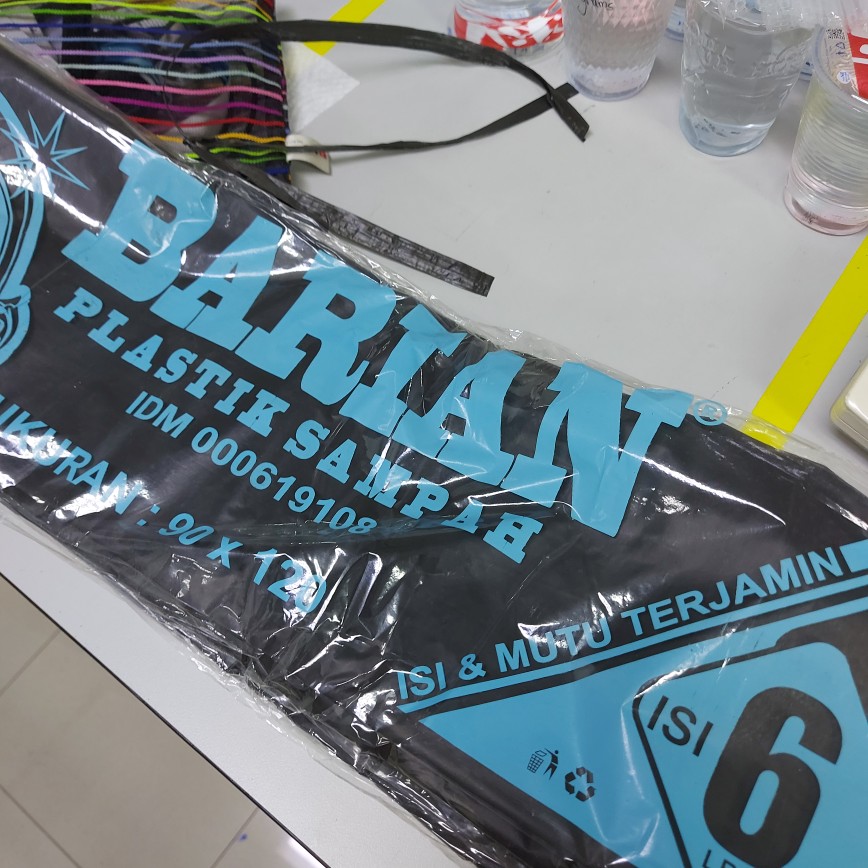 BARIAN®
PLASTIK SAMPAH
IDM 000619108
UKURAN : 90 X 120
ISI & MUTU TERJAMIN
ISI 6